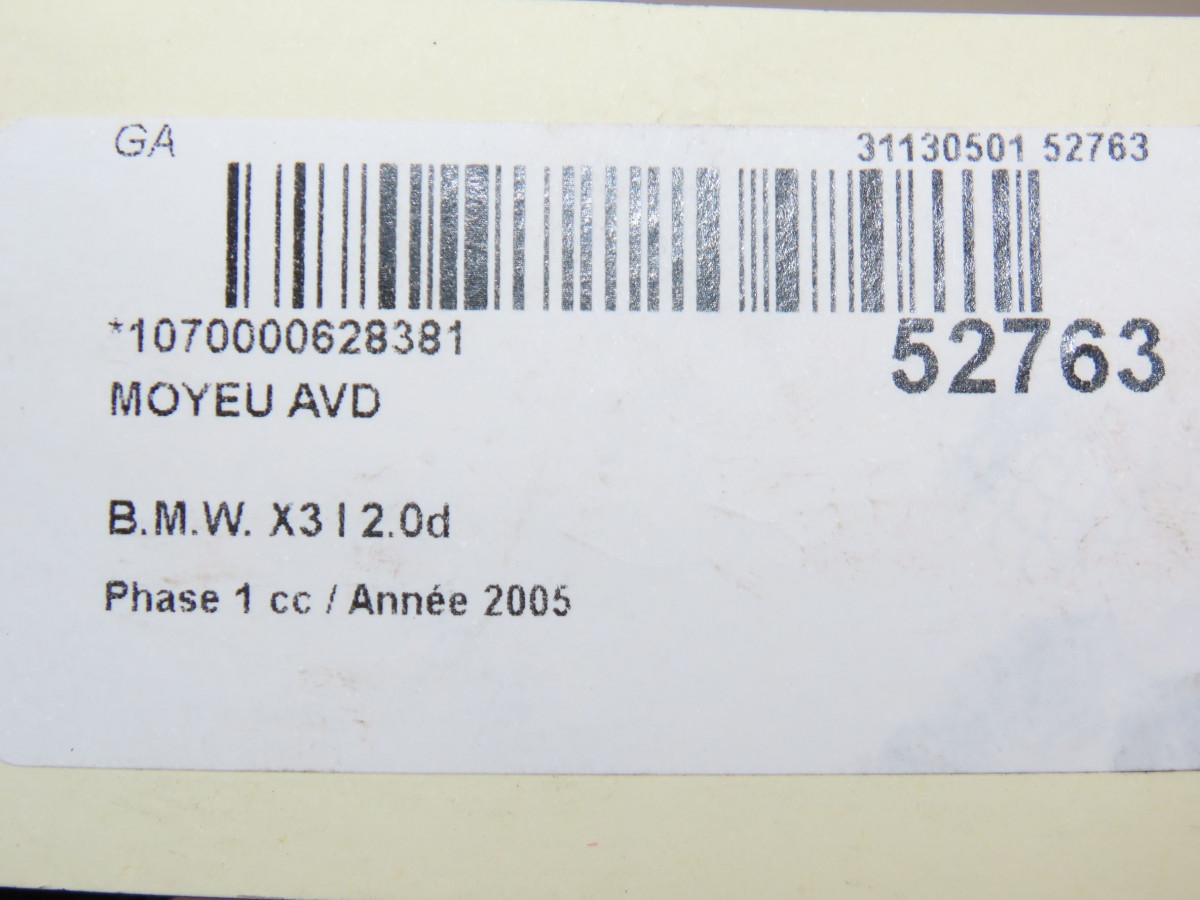 GA
31130501 52763
*1070000628381
52763
MOYEU AVD
B.M.W. X3 I 2.0d
Phase 1 cc / Année 2005